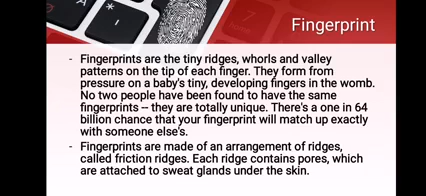 Fingerprint
• Fingerprints are the tiny ridges, whorls and valley
patterns on the tip of each finger. They form from
pressure on a baby's tiny, developing fingers in the womb.
No two people have been found to have the same
fingerprints -- they are totally unique. There's a one in 64
billion chance that your fingerprint will match up exactly
with someone else's.
• Fingerprints are made of an arrangement of ridges,
called friction ridges. Each ridge contains pores, which
are attached to sweat glands under the skin.